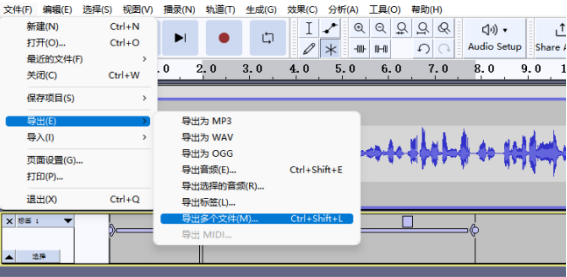 文件(F) 编辑(E) 选择(S) 视图(V) 播录(N) 轨道(T) 生成(G) 效果(C) 分析(A) 工具(O) 帮助(H)
新建(N) Ctrl+N
打开(O)... Ctrl+O
最近的文件(F)
关闭(C) Ctrl+W
保存项目(S)
导出(E)
导入(I)
页面设置(G)...
打印(P)...
退出(X) Ctrl+Q
Audio Setup Share A
.0 2.0 3.0 4.0 5.0 6.0 7.0 8.0 9.0 1
导出为 MP3
导出为 WAV
导出为 OGG
导出音频(E)... Ctrl+Shift+E
导出选择的音频(R)...
导出标签(L)...
导出多个文件(M)... Ctrl+Shift+L
导出 MIDI...
标签 1
选择